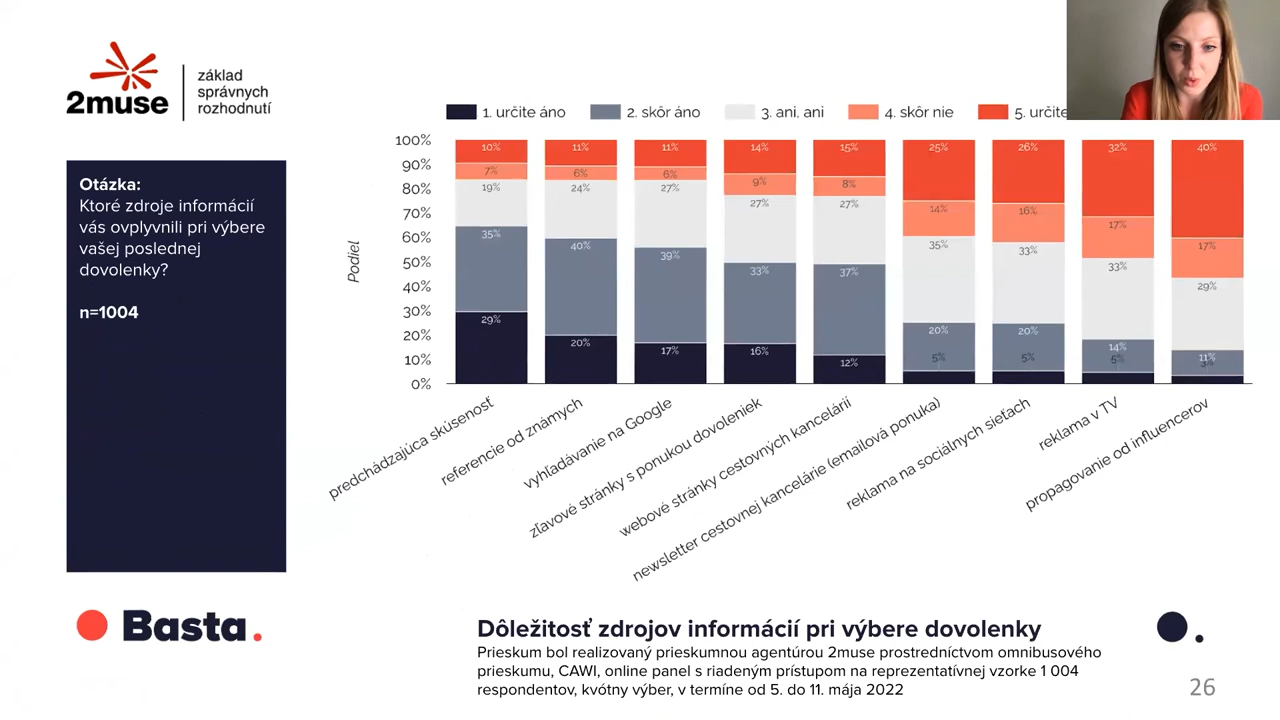 2muse
základ
správnych
rozhodnutí
Otázka:
Ktoré zdroje informácií
vás ovplyvnili pri výbere
vašej poslednej
dovolenky?
n=1004
1. určite áno
2. skôr áno
3. ani, ani
4. skôr nie
5. určite
Podiel
100%
90%
80%
70%
60%
50%
40%
30%
20%
10%
0%
10%
7%
19%
35%
29%
11%
6%
24%
40%
20%
11%
6%
27%
39%
17%
14%
9%
27%
33%
16%
15%
8%
27%
37%
12%
25%
14%
35%
20%
5%
26%
16%
33%
20%
5%
32%
17%
33%
14%
5%
40%
17%
29%
11%
3%
predchádzajúca skúsenosť
referencie od známych
vyhľadávanie na Google
zľavové stránky s ponukou dovoleniek
webové stránky cestovných kancelárií
newsletter cestovnej kancelárie (emailová ponuka)
reklama na sociálnych sieťach
reklama v TV
propagovanie od influencerov
Basta.
Dôležitosť zdrojov informácií pri výbere dovolenky
Prieskum bol realizovaný prieskumnou agentúrou 2muse prostredníctvom omnibusového
prieskumu, CAWI, online panel s riadeným prístupom na reprezentatívnej vzorke 1 004
respondentov, kvótny výber, v termíne od 5. do 11. mája 2022
26